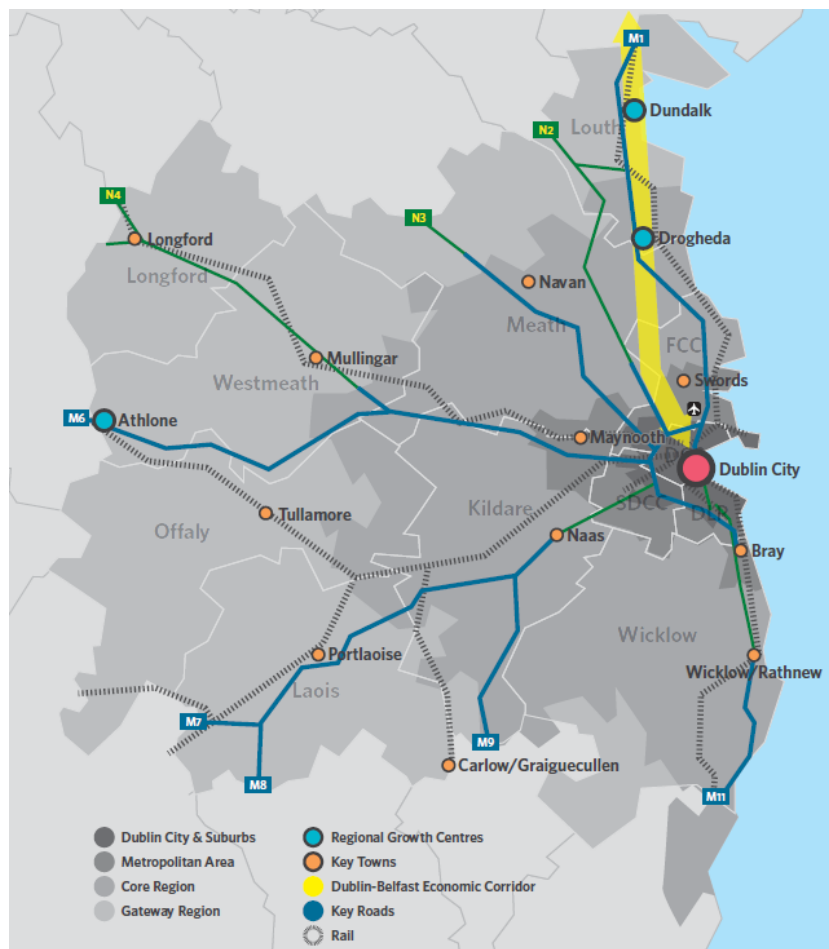 M1
Dundalk
Louth
N2
N4
N3
Longford
Drogheda
Longford
Navan
Meath
FCC
Mullingar
Swords
Westmeath
M6
Athlone
Maynooth
Dublin City
Kildare
SDCC
DLR
Tullamore
Offaly
Naas
Bray
Wicklow
Portlaoise
Wicklow/Rathnew
Laois
M7
M9
Carlow/Graiguecullen
M8
M11
Dublin City & Suburbs
Metropolitan Area
Core Region
Gateway Region
Regional Growth Centres
Key Towns
Dublin-Belfast Economic Corridor
Key Roads
Rail